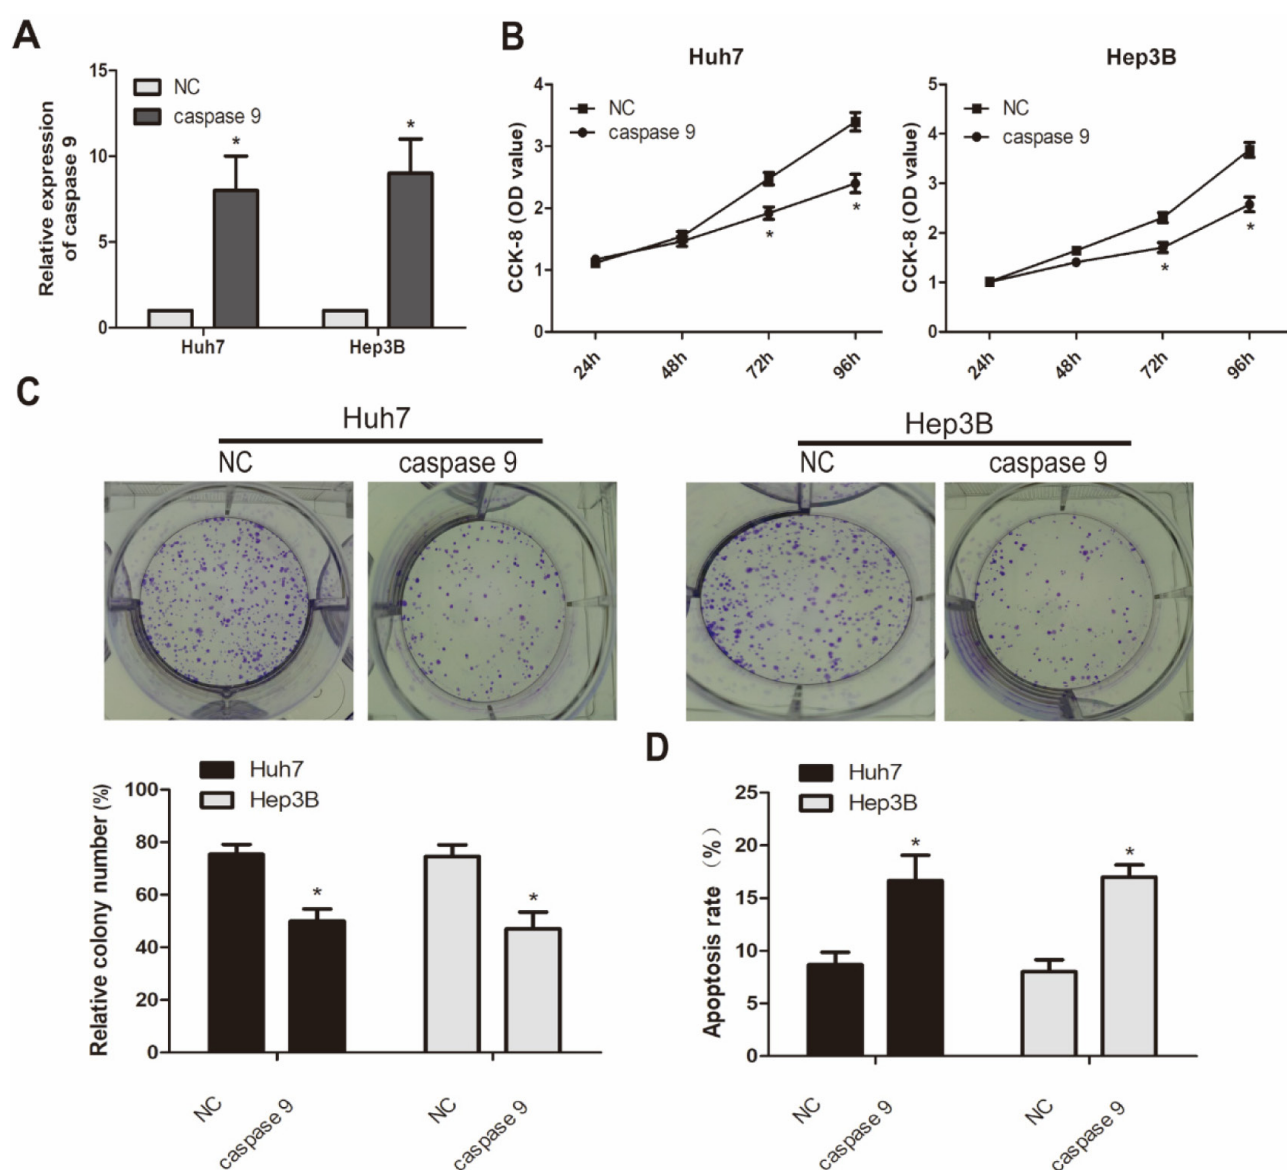 A
Relative expression
of caspase 9
15
10
5
0
NC
caspase 9
*
*
Huh7
Hep3B
B
Huh7
CCK-8 (OD value)
4
3
2
1
0
NC
caspase 9
*
*
24h
48h
72h
96h
Hep3B
CCK-8 (OD value)
5
4
3
2
1
0
NC
caspase 9
*
*
24h
48h
72h
96h
C
Huh7
NC
caspase 9
Hep3B
NC
caspase 9
Relative colony number (%)
100
80
60
40
20
0
Huh7
Hep3B
*
*
NC
caspase 9
NC
caspase 9
D
Apoptosis rate （%）
25
20
15
10
5
0
Huh7
Hep3B
*
*
NC
caspase 9
NC
caspase 9